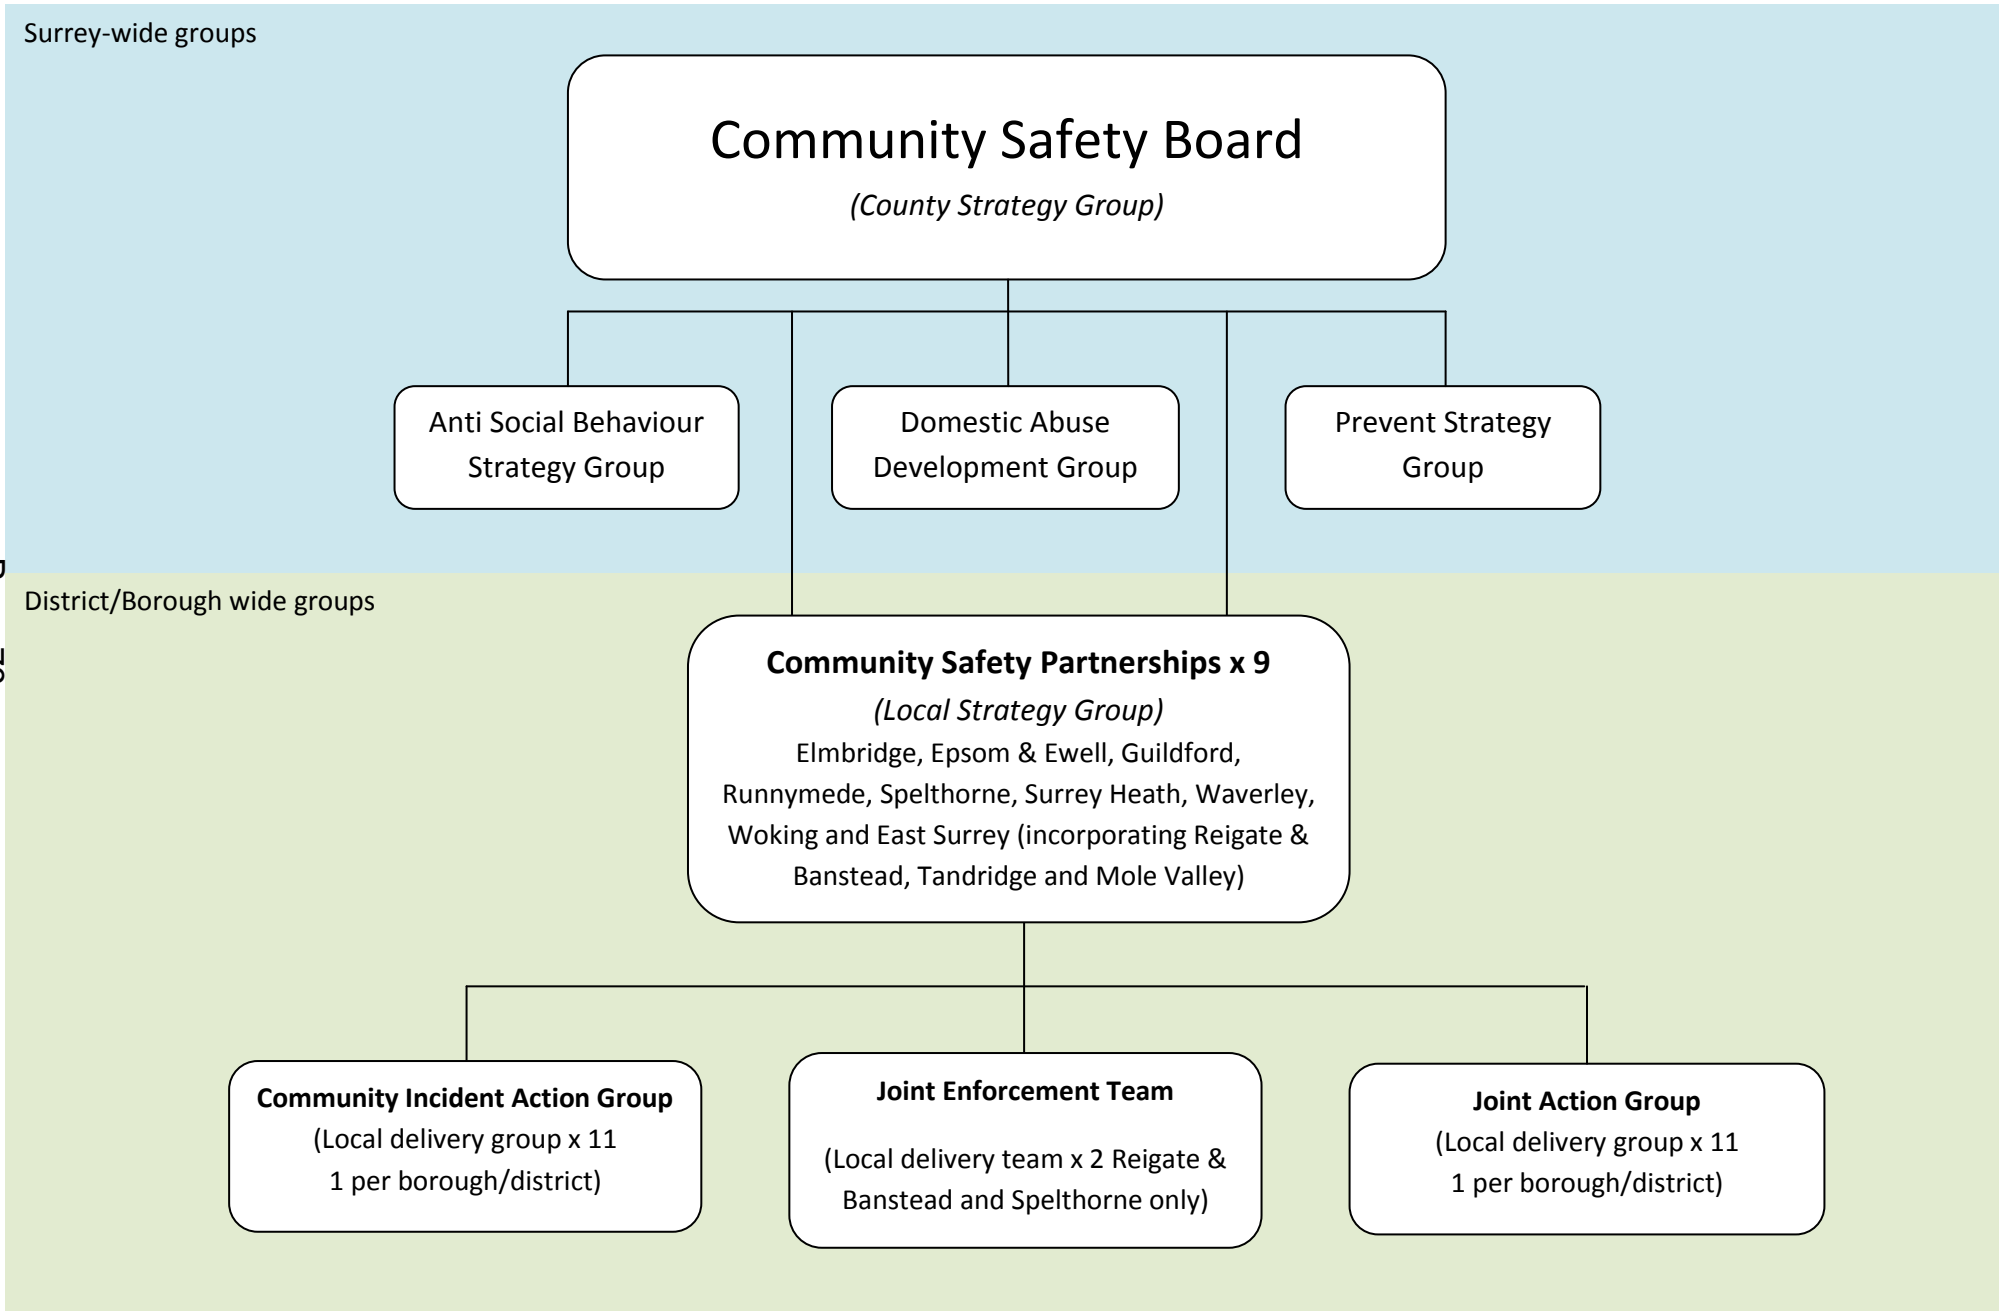 Surrey-wide groups
Community Safety Board
(County Strategy Group)
Anti Social Behaviour
Strategy Group
Domestic Abuse
Development Group
Prevent Strategy
Group
District/Borough wide groups
Community Safety Partnerships x 9
(Local Strategy Group)
Elmbridge, Epsom & Ewell, Guildford,
Runnymede, Spelthorne, Surrey Heath, Waverley,
Woking and East Surrey (incorporating Reigate &
Banstead, Tandridge and Mole Valley)
Community Incident Action Group
(Local delivery group x 11
1 per borough/district)
Joint Enforcement Team
(Local delivery team x 2 Reigate &
Banstead and Spelthorne only)
Joint Action Group
(Local delivery group x 11
1 per borough/district)